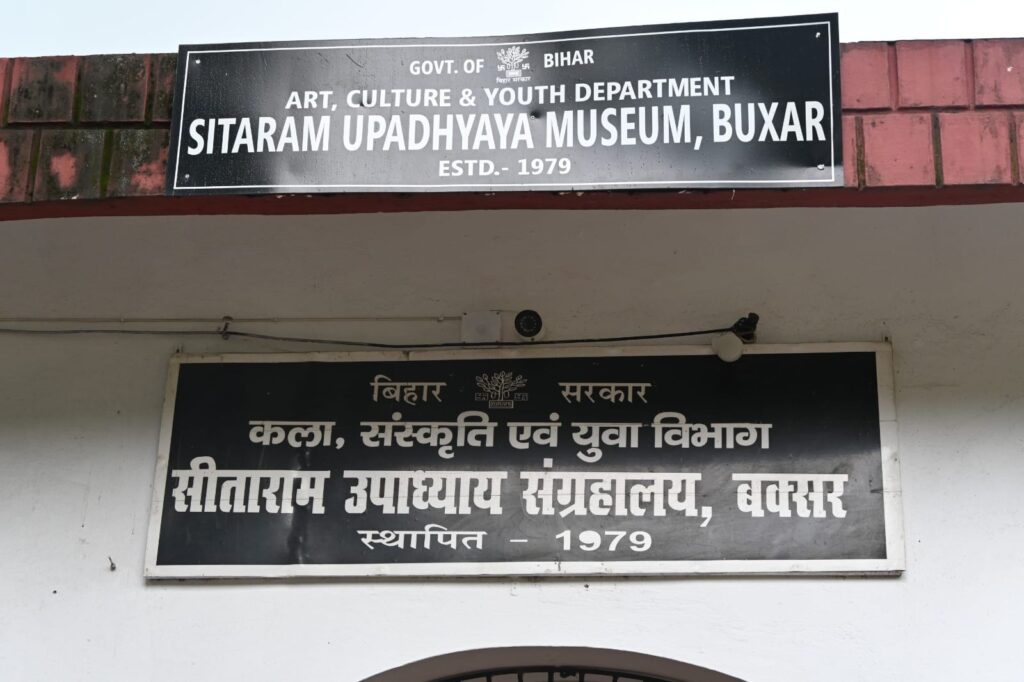 GOVT. OF BIHAR
बिहार सरकार
ART, CULTURE & YOUTH DEPARTMENT
SITARAM UPADHYAYA MUSEUM, BUXAR
ESTD.- 1979
बिहार सरकार
कला, संस्कृति एवं युवा विभाग
सीताराम उपाध्याय संग्रहालय, बक्सर
स्थापित - 1979